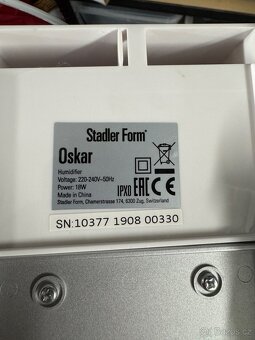 Stadler Form®
Oskar
Humidifier
Voltage: 220-240V~50Hz
Power: 18W
Made in China
IPX0 EAC CE
Stadler Form, Chamerstrasse 174, 6300 Zug, Switzerland
SN:10377 1908 00330